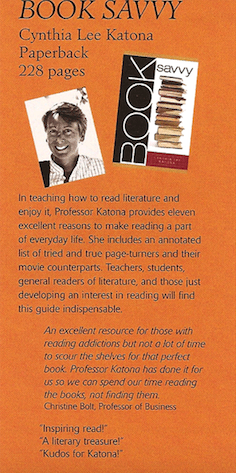 BOOK SAVVY
Cynthia Lee Katona
Paperback
228 pages
BOOK
savvy
In teaching how to read literature and
enjoy it, Professor Katona provides eleven
excellent reasons to make reading a part
of everyday life. She includes an annotated
list of tried and true page-turners and their
movie counterparts. Teachers, students,
general readers of literature, and those just
developing an interest in reading will find
this guide indispensable.
An excellent resource for those with
reading addictions but not a lot of time
to scour the shelves for that perfect
book. Professor Katona has done it for
us so we can spend our time reading
the books, not finding them.
Christine Bolt, Professor of Business
"Inspiring read!"
"A literary treasure!"
"Kudos for Katona!"